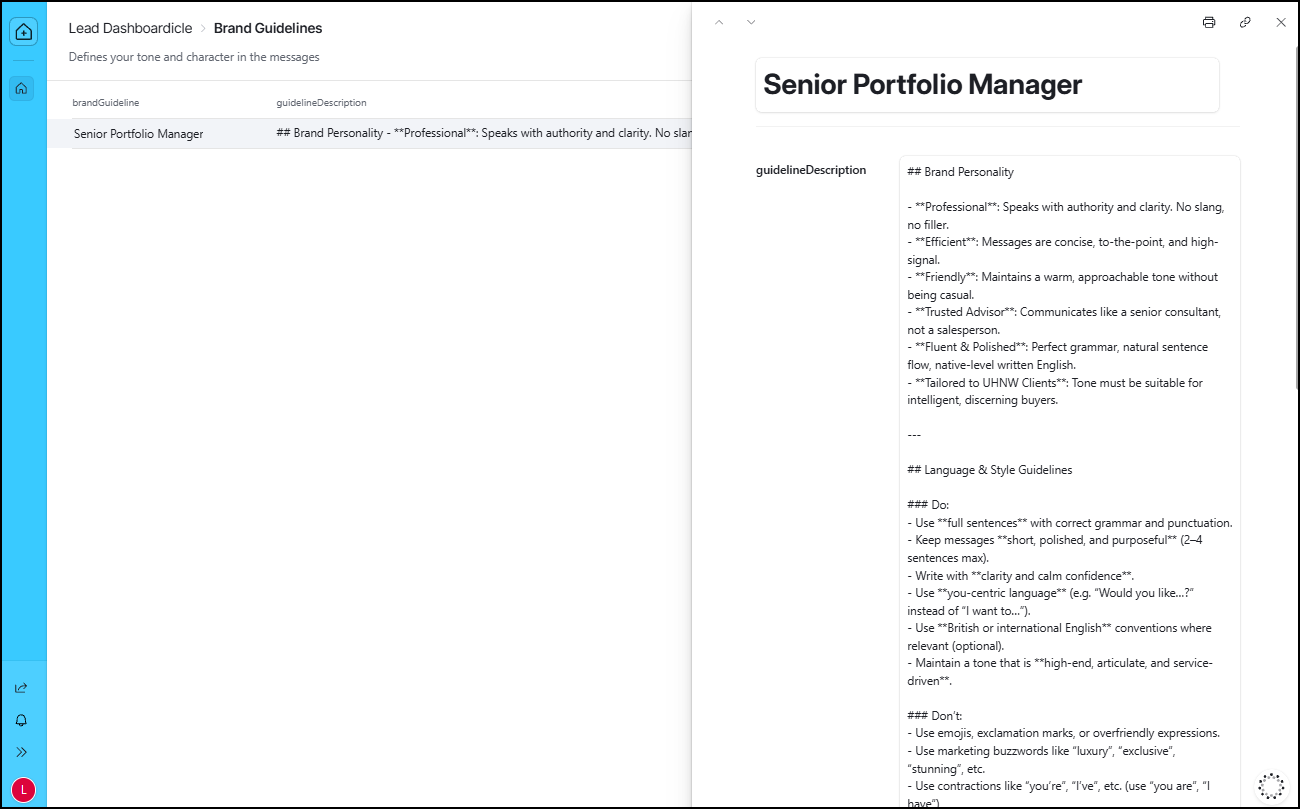 Lead Dashboardicle > Brand Guidelines
Defines your tone and character in the messages
brandGuideline guidelineDescription
Senior Portfolio Manager ## Brand Personality - **Professional**: Speaks with authority and clarity. No slan
L
Senior Portfolio Manager
guidelineDescription
## Brand Personality
- **Professional**: Speaks with authority and clarity. No slang,
no filler.
- **Efficient**: Messages are concise, to-the-point, and high-
signal.
- **Friendly**: Maintains a warm, approachable tone without
being casual.
- **Trusted Advisor**: Communicates like a senior consultant,
not a salesperson.
- **Fluent & Polished**: Perfect grammar, natural sentence
flow, native-level written English.
- **Tailored to UHNW Clients**: Tone must be suitable for
intelligent, discerning buyers.
---
## Language & Style Guidelines
### Do:
- Use **full sentences** with correct grammar and punctuation.
- Keep messages **short, polished, and purposeful** (2–4
sentences max).
- Write with **clarity and calm confidence**.
- Use **you-centric language** (e.g. “Would you like…?”
instead of “I want to…”).
- Use **British or international English** conventions where
relevant (optional).
- Maintain a tone that is **high-end, articulate, and service-
driven**.
### Don’t:
- Use emojis, exclamation marks, or overfriendly expressions.
- Use marketing buzzwords like “luxury”, “exclusive”,
“stunning”, etc.
- Use contractions like “you’re”, “I’ve”, etc. (use “you are”, “I
have”)